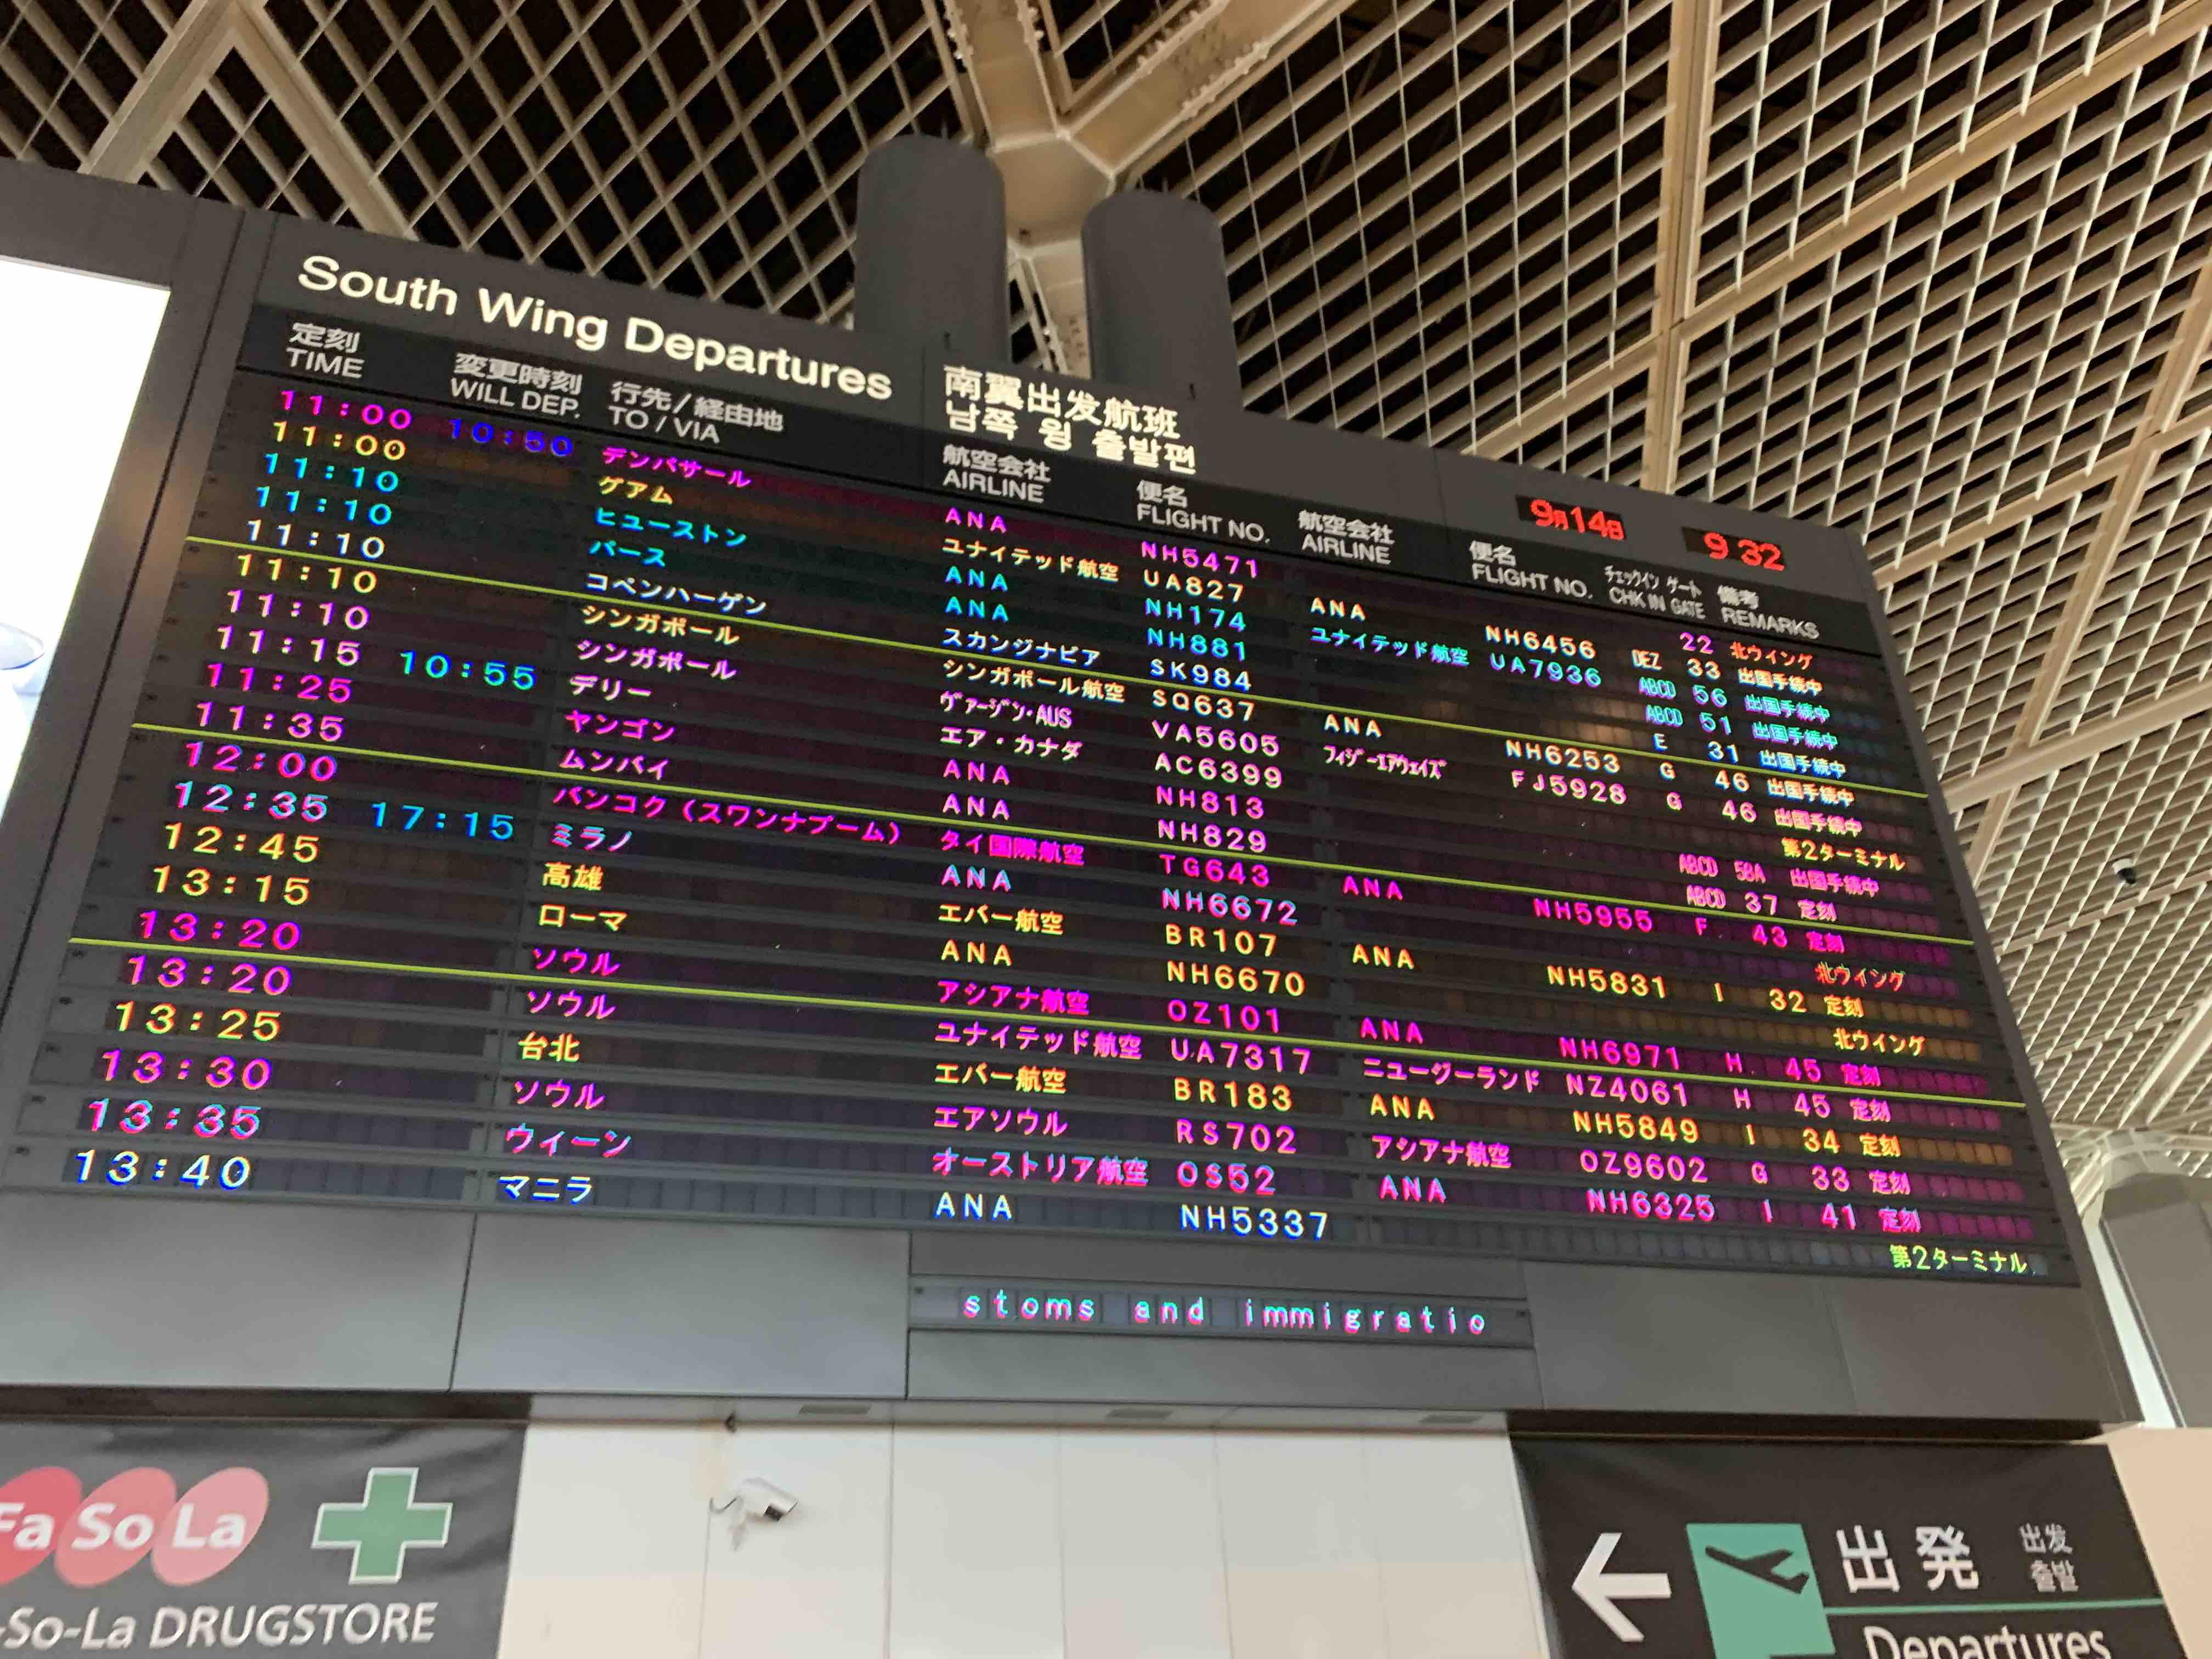 South Wing Departures
南翼出发航班
남쪽 윙 출발편
9月14日 9 32
定刻 変更時刻 行先/経由地 航空会社 便名 航空会社 便名 チェックイン ゲート 備考
TIME WILL DEP. TO / VIA AIRLINE FLIGHT NO. AIRLINE FLIGHT NO. CHK IN GATE REMARKS
11:00 10:50 デンパサール ANA NH5471 22 北ウイング
11:00 グアム ユナイテッド航空 UA827 ANA NH6456 DEZ 33 出国手続中
11:10 ヒューストン ANA NH174 ユナイテッド航空 UA7936 ABCD 56 出国手続中
11:10 パース ANA NH881 ABCD 51 出国手続中
11:10 コペンハーゲン スカンジナビア SK984 E 31 出国手続中
11:10 シンガポール シンガポール航空 SQ637 ANA NH6253 G 46 出国手続中
11:10 シンガポール ヴァージン・AUS VA5605 フィジーエアウェイズ FJ5928 G 46 出国手続中
11:15 10:55 デリー エア・カナダ AC6399 第2ターミナル
11:25 ヤンゴン ANA NH813 ABCD 58A 出国手続中
11:35 ムンバイ ANA NH829 ABCD 37 定刻
12:00 バンコク（スワンナプーム） タイ国際航空 TG643 ANA NH5955 F 43 定刻
12:35 17:15 ミラノ ANA NH6672 北ウイング
12:45 高雄 エバー航空 BR107 ANA NH5831 I 32 定刻
13:15 ローマ ANA NH6670 北ウイング
13:20 ソウル アシアナ航空 OZ101 ANA NH6971 H 45 定刻
13:20 ソウル ユナイテッド航空 UA7317 ニュージーランド NZ4061 H 45 定刻
13:25 台北 エバー航空 BR183 ANA NH5849 I 34 定刻
13:30 ソウル エアソウル RS702 アシアナ航空 OZ9602 G 33 定刻
13:35 ウィーン オーストリア航空 OS52 ANA NH6325 I 41 定刻
13:40 マニラ ANA NH5337 第2ターミナル
stoms and immigratio
Fa So La
-So-La DRUGSTORE
出発 出发
출발
Departures